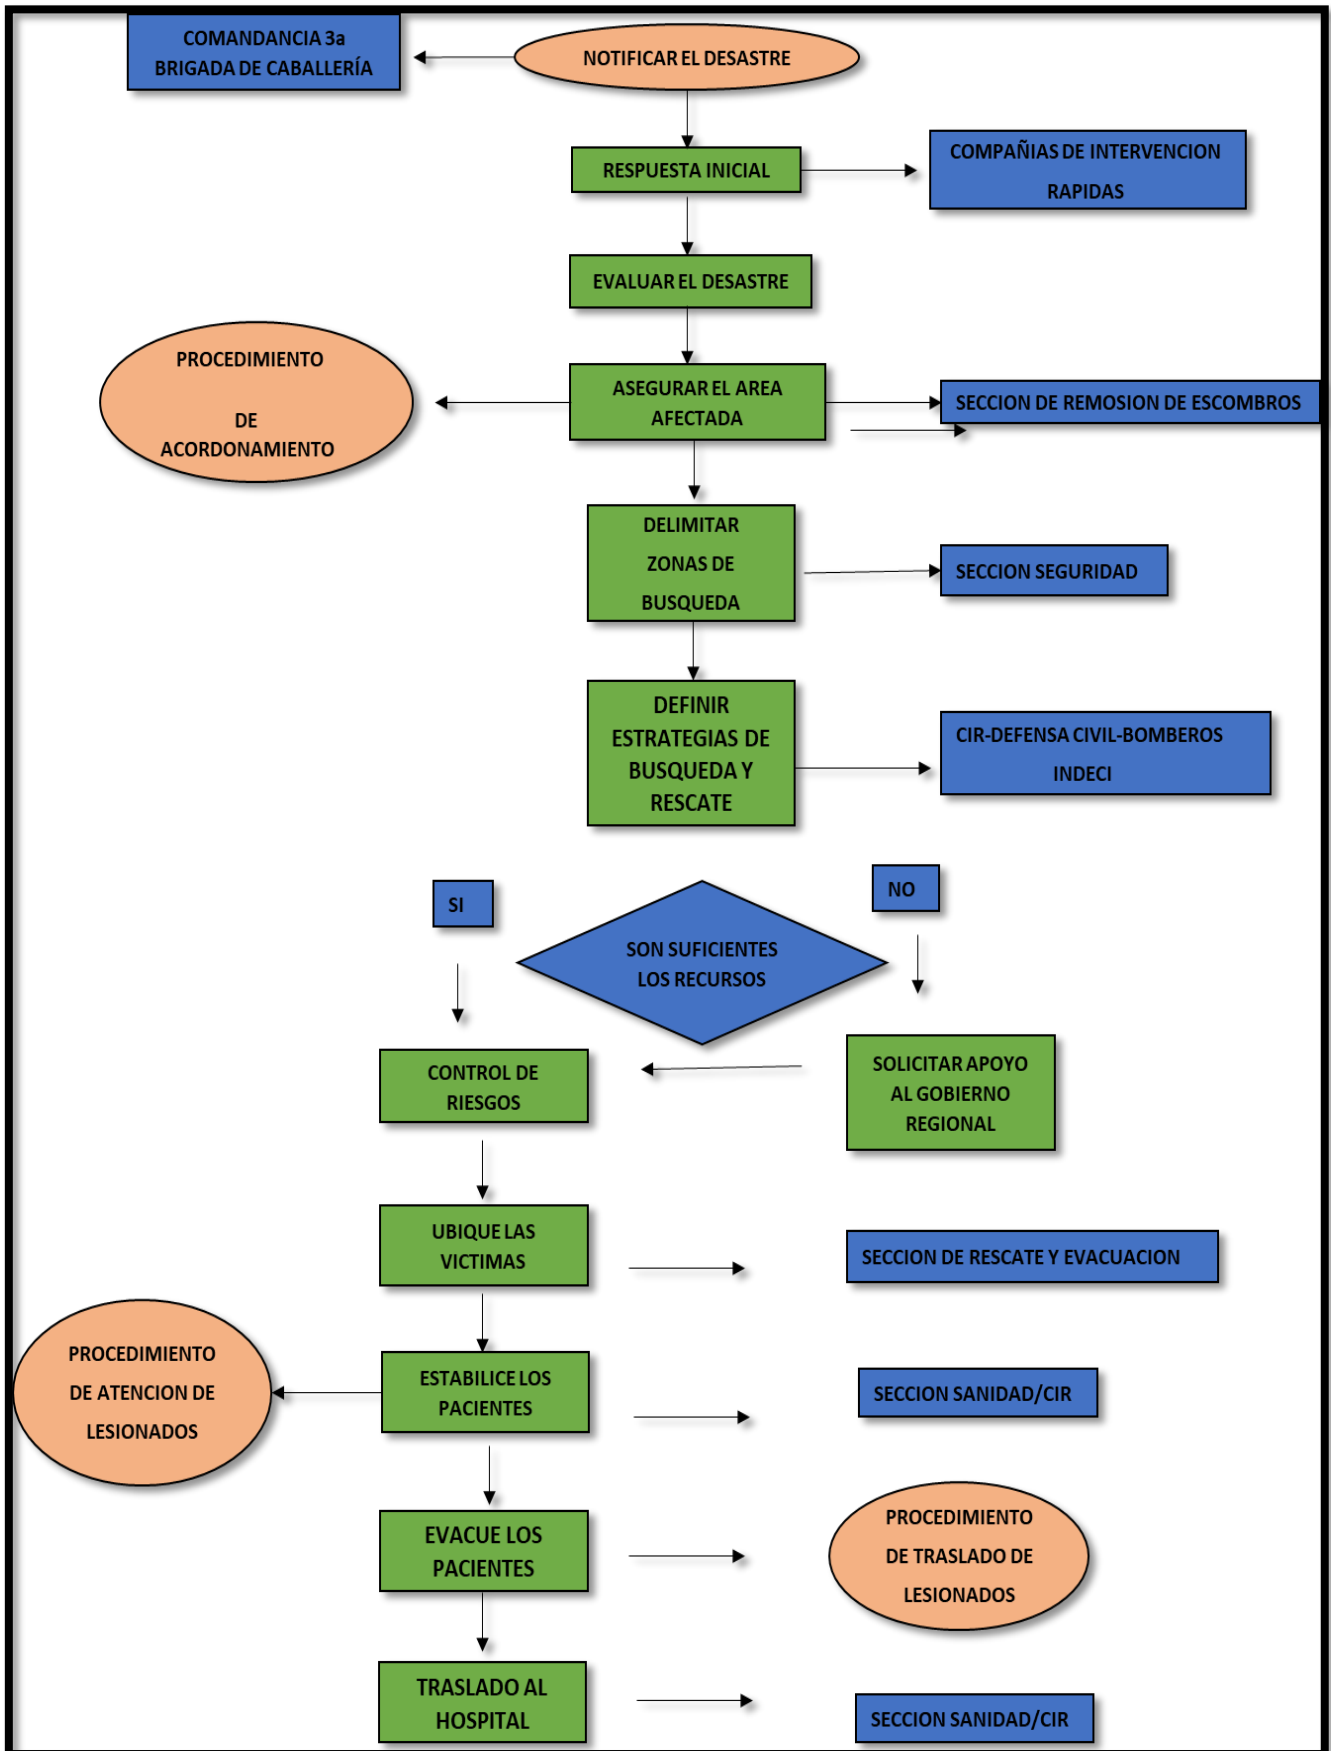 COMANDANCIA 3a
BRIGADA DE CABALLERÍA
NOTIFICAR EL DESASTRE
RESPUESTA INICIAL
COMPAÑIAS DE INTERVENCION
RAPIDAS
EVALUAR EL DESASTRE
PROCEDIMIENTO
DE
ACORDONAMIENTO
ASEGURAR EL AREA
AFECTADA
SECCION DE REMOSION DE ESCOMBROS
DELIMITAR
ZONAS DE
BUSQUEDA
SECCION SEGURIDAD
DEFINIR
ESTRATEGIAS DE
BUSQUEDA Y
RESCATE
CIR-DEFENSA CIVIL-BOMBEROS
INDECI
SI
SON SUFICIENTES
LOS RECURSOS
NO
CONTROL DE
RIESGOS
SOLICITAR APOYO
AL GOBIERNO
REGIONAL
UBIQUE LAS
VICTIMAS
SECCION DE RESCATE Y EVACUACION
PROCEDIMIENTO
DE ATENCION DE
LESIONADOS
ESTABILICE LOS
PACIENTES
SECCION SANIDAD/CIR
EVACUE LOS
PACIENTES
PROCEDIMIENTO
DE TRASLADO DE
LESIONADOS
TRASLADO AL
HOSPITAL
SECCION SANIDAD/CIR